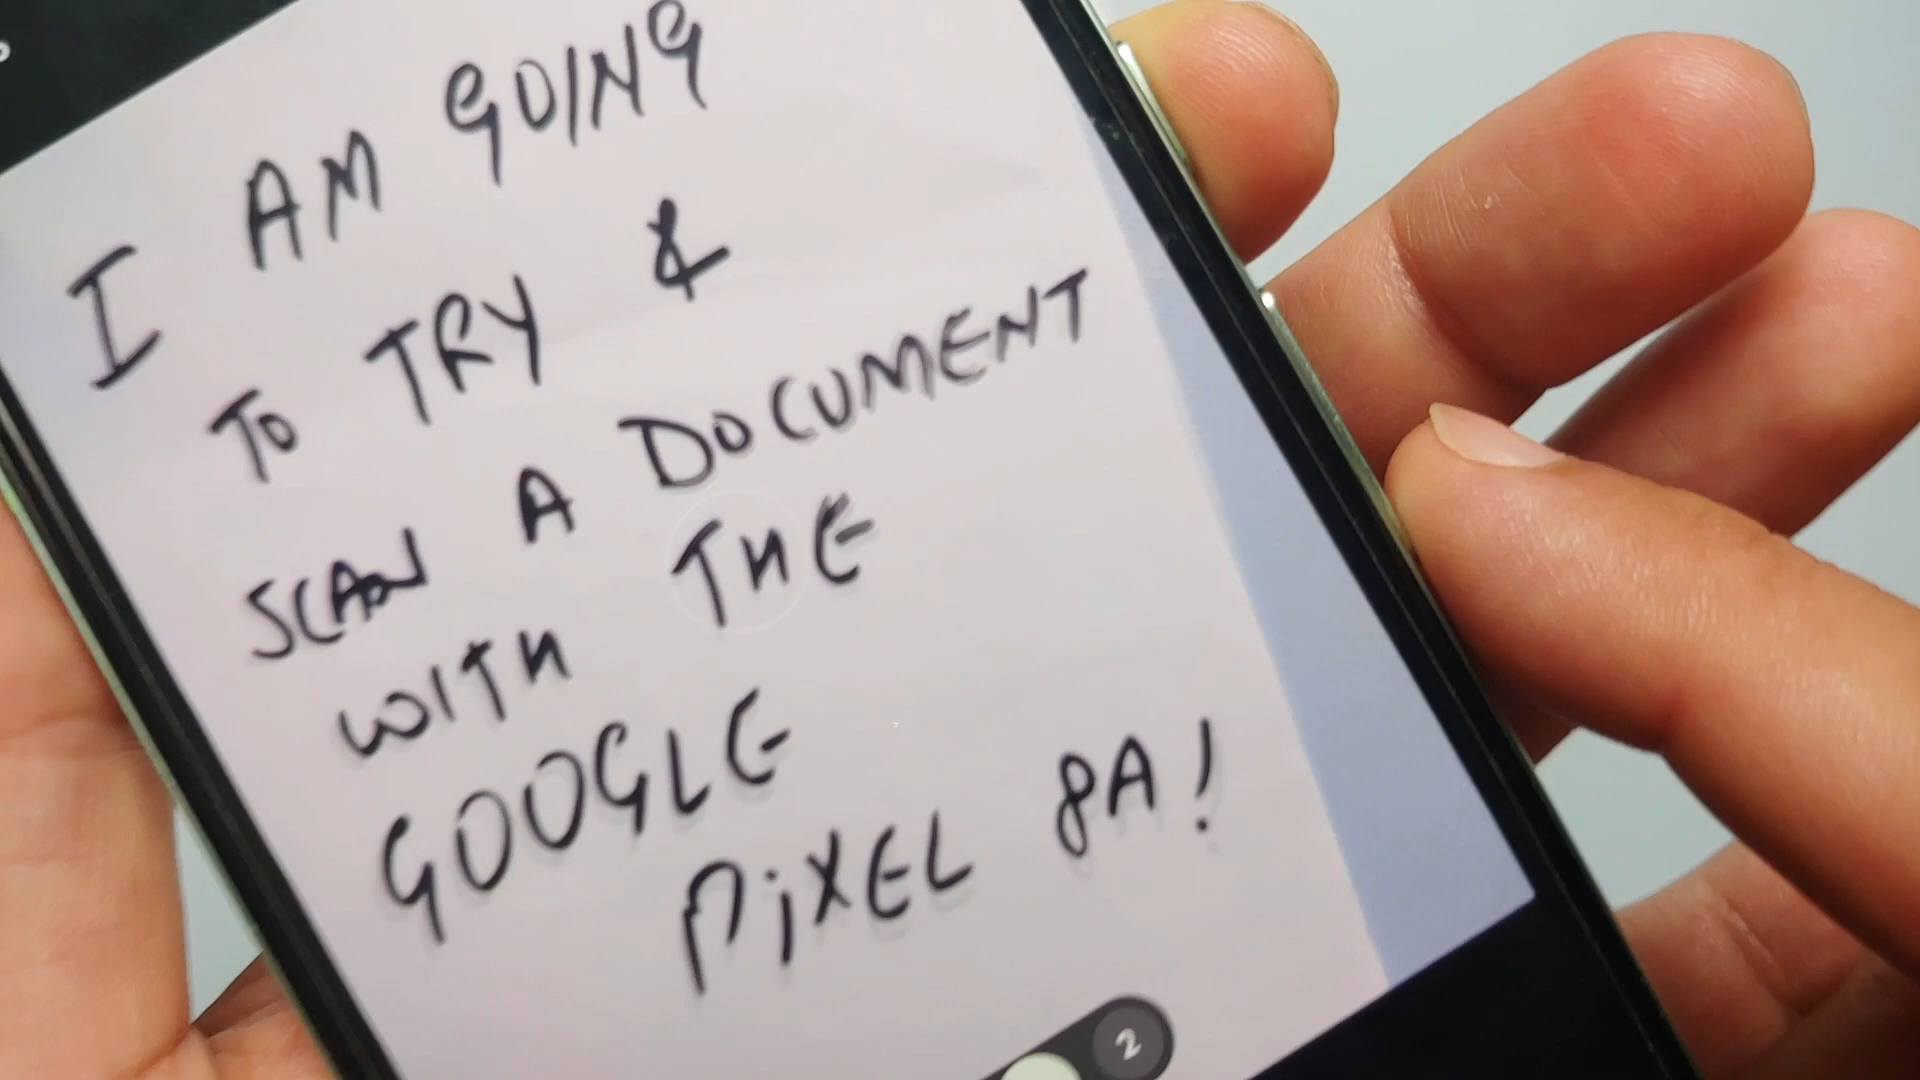 I AM GOING
TO TRY &
SCAN A DOCUMENT
WITH THE
GOOGLE
PiXEL 8A!
2